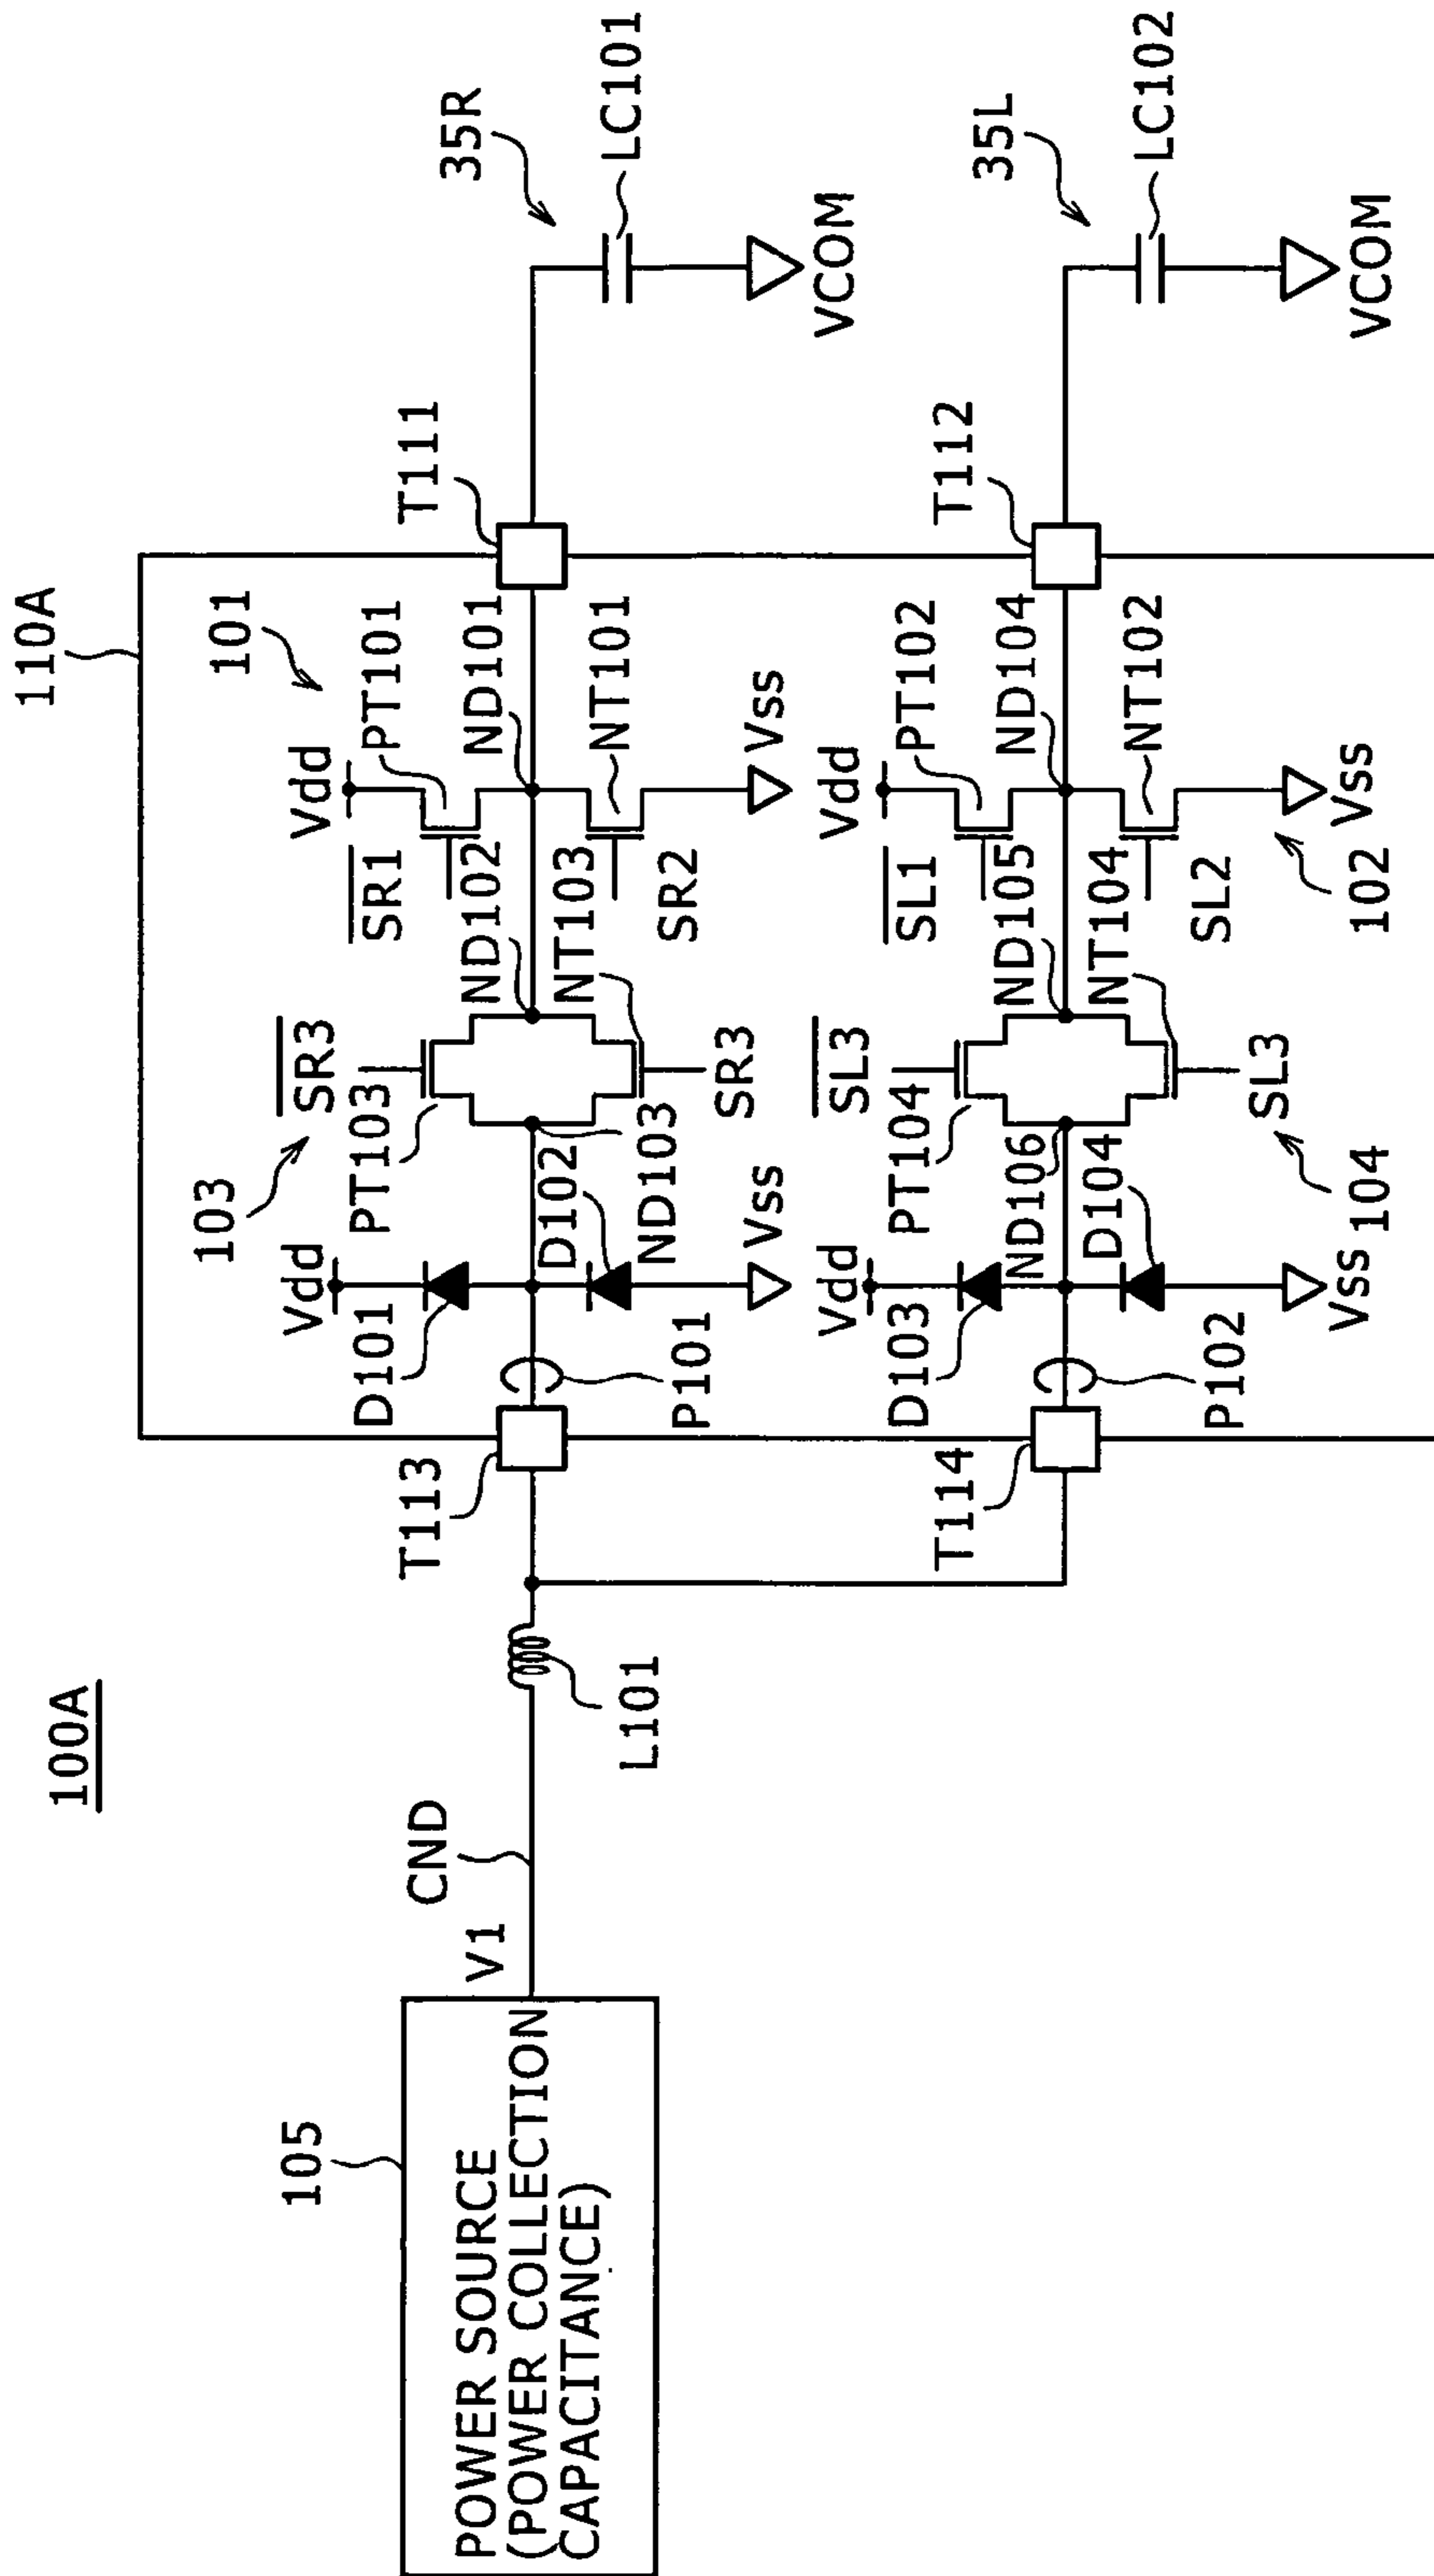 100A
110A
101
103
Vdd
PT101
SR1
ND102
ND101
NT101
NT103
SR2
Vss
SR3
PT103
SR3
Vdd
D101
D102
ND103
Vss
P101
T111
T113
35R
LC101
VCOM
105
POWER SOURCE
(POWER COLLECTION
CAPACITANCE)
V1
CND
L101
Vdd
PT102
SL1
ND105
ND104
NT102
NT104
SL2
Vss
102
SL3
PT104
SL3
104
Vdd
D103
ND106
D104
Vss
P102
T112
T114
35L
LC102
VCOM